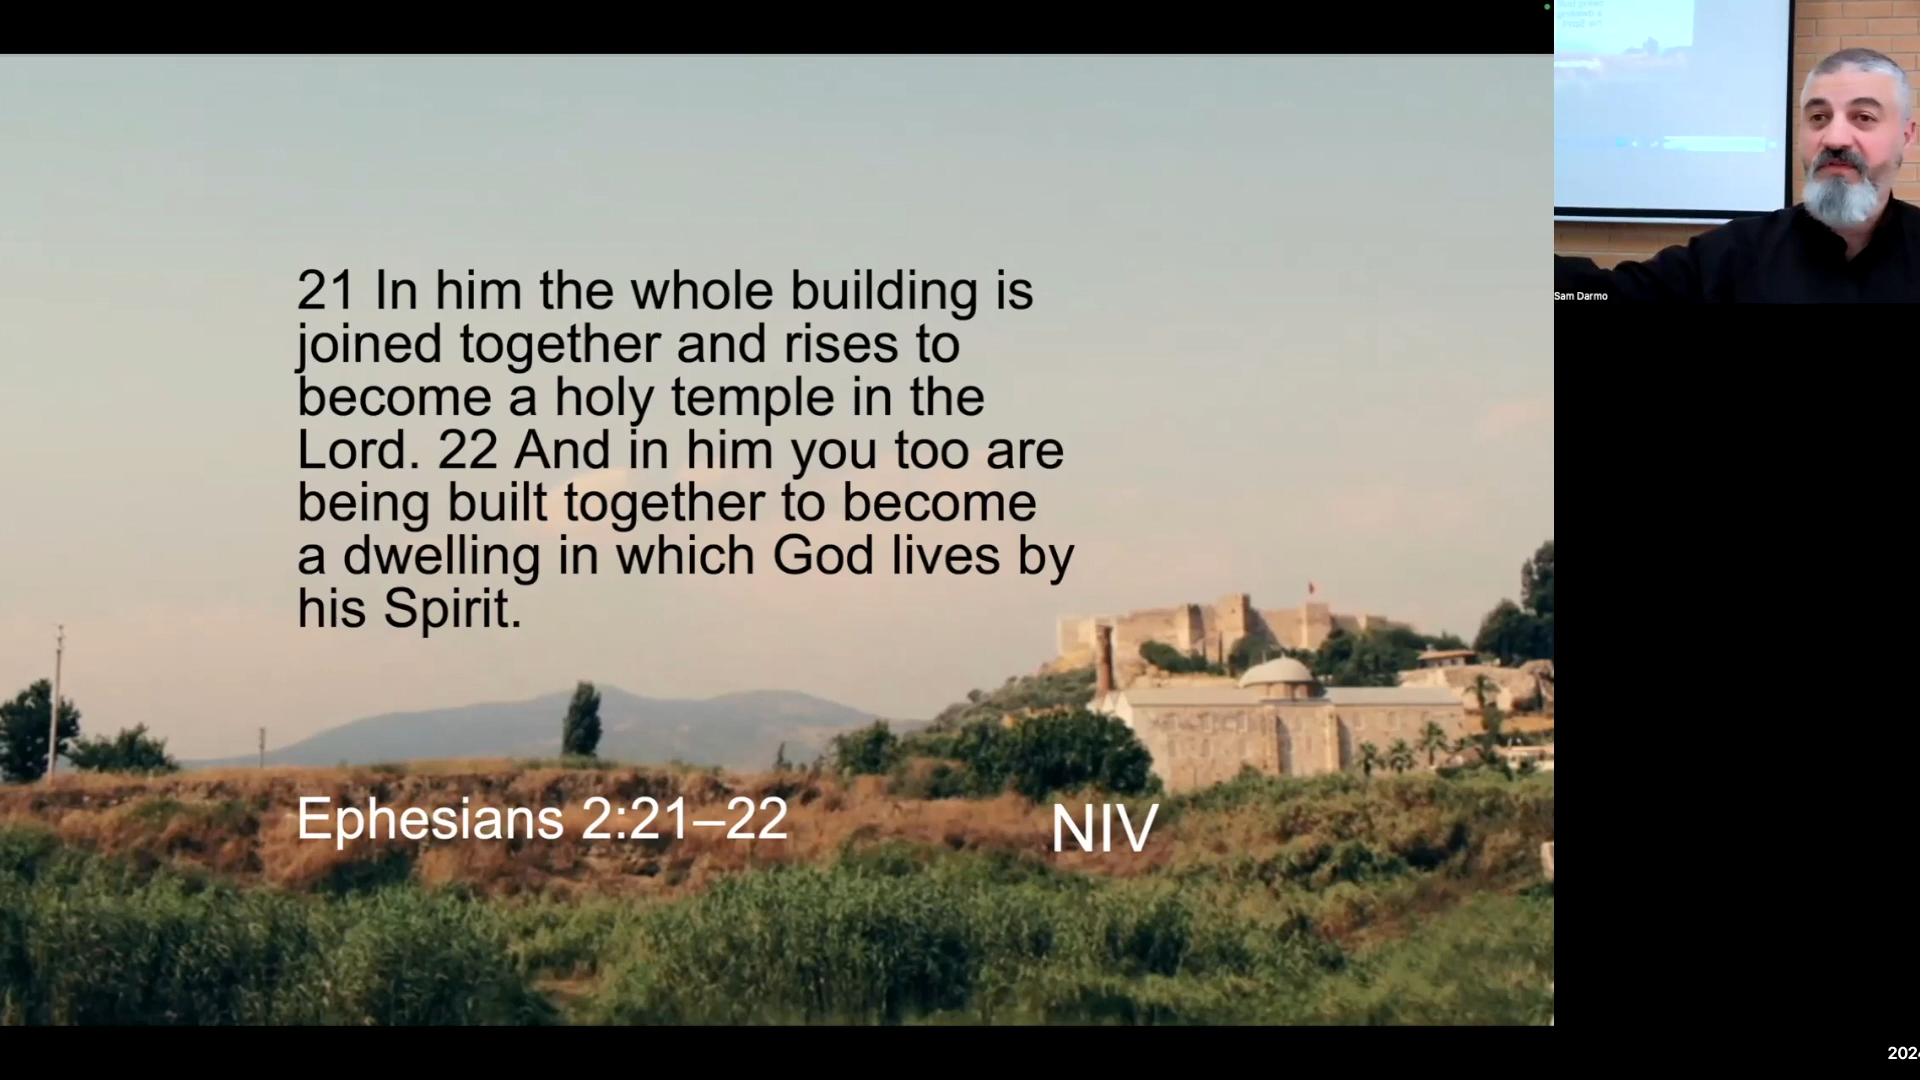 21 In him the whole building is
joined together and rises to
become a holy temple in the
Lord. 22 And in him you too are
being built together to become
a dwelling in which God lives by
his Spirit.
Ephesians 2:21–22
NIV
Sam Darmo